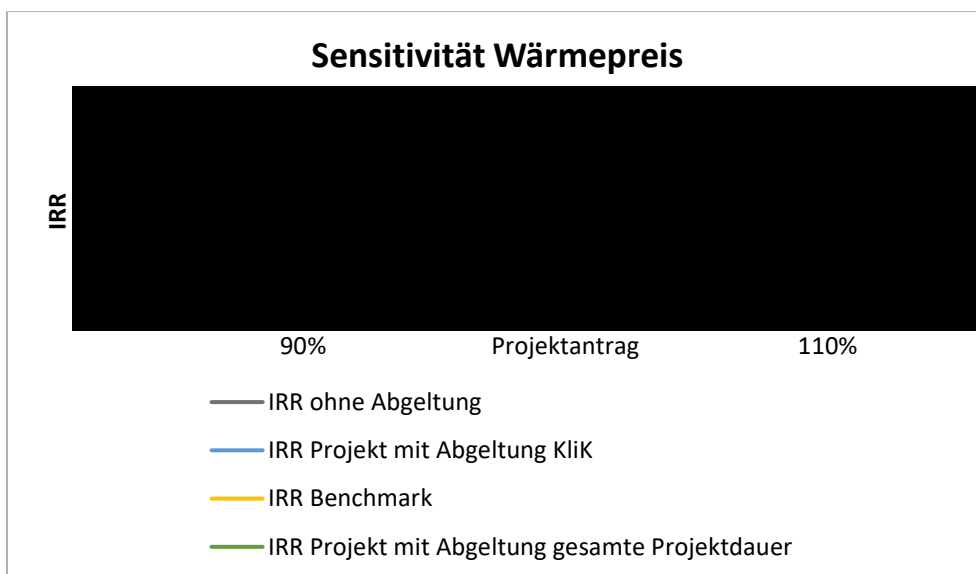 Sensitivität Wärmepreis
IRR
90% Projektantrag 110%
IRR ohne Abgeltung
IRR Projekt mit Abgeltung KliK
IRR Benchmark
IRR Projekt mit Abgeltung gesamte Projektdauer